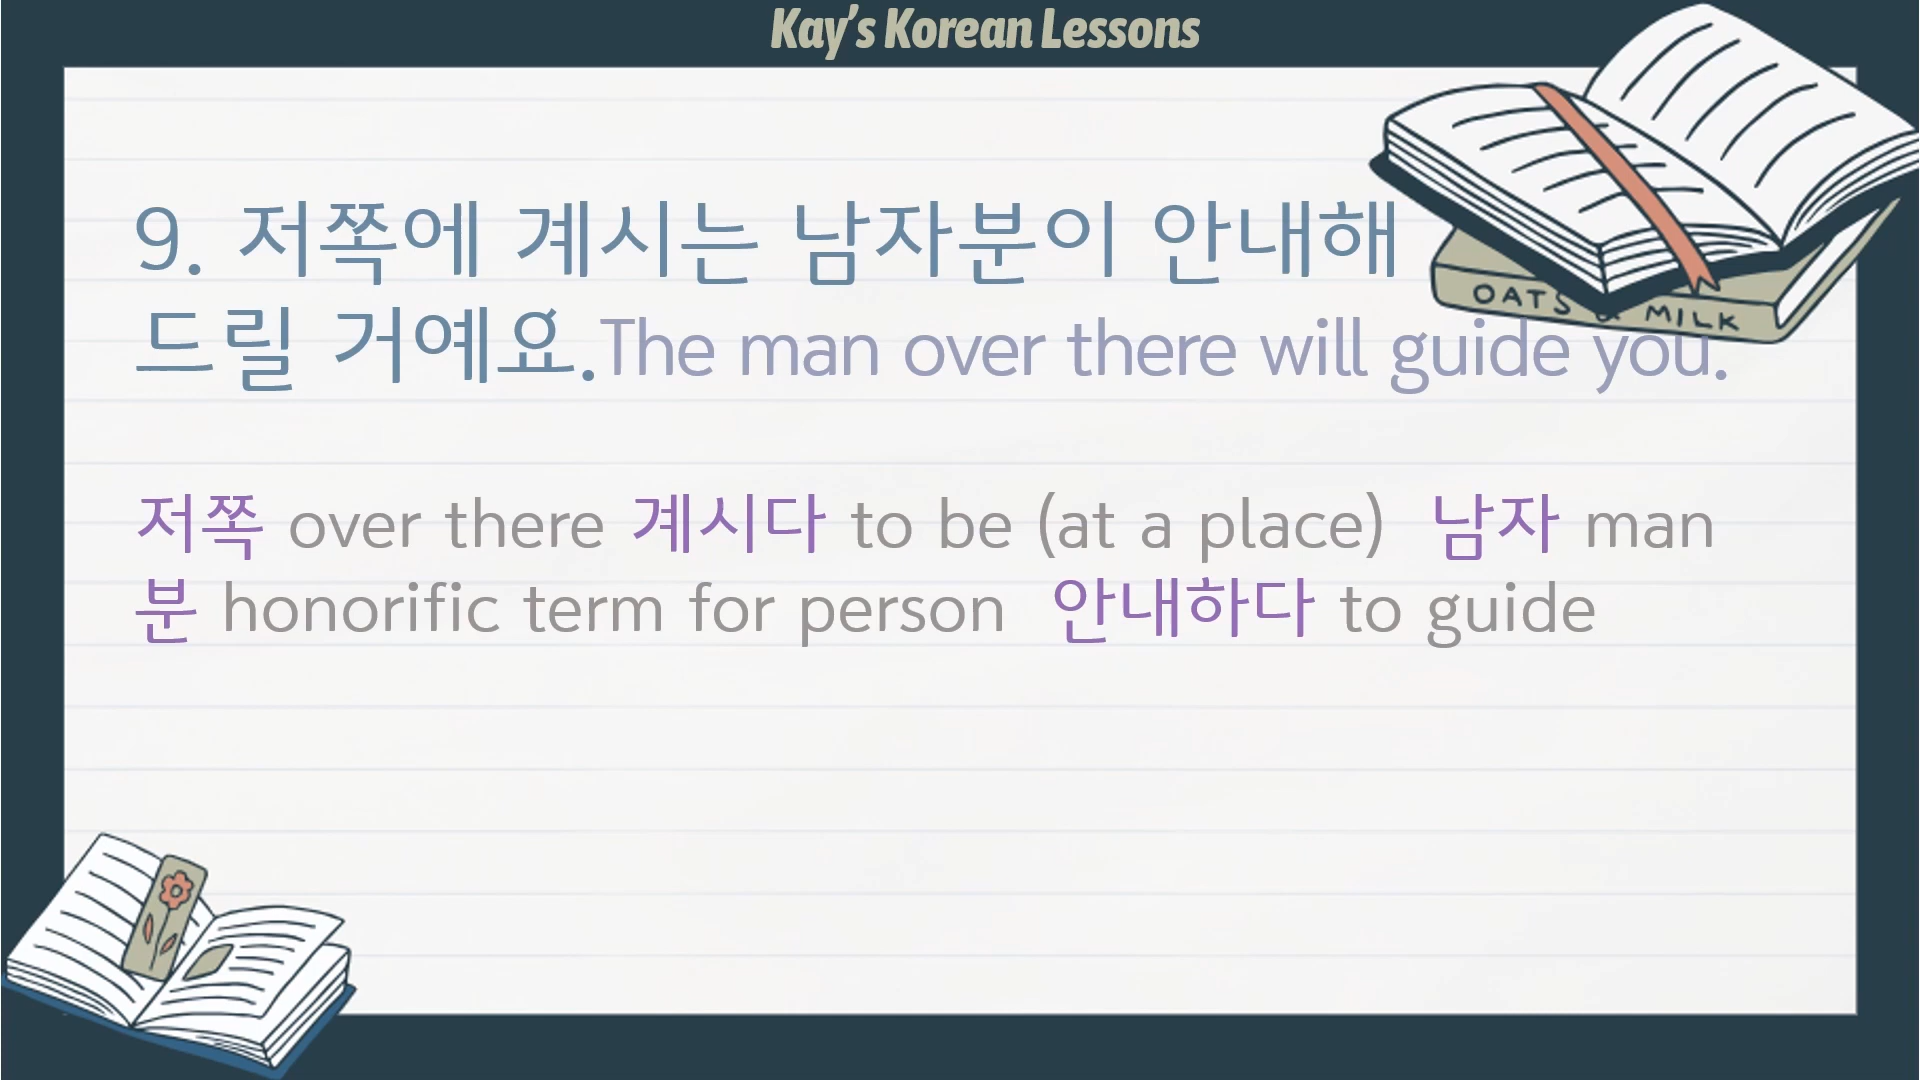 Kay's Korean Lessons
9. 저쪽에 계시는 남자분이 안내해
드릴 거예요.The man over there will guide you.
OATS & MILK
저쪽 over there 계시다 to be (at a place) 남자 man
분 honorific term for person 안내하다 to guide